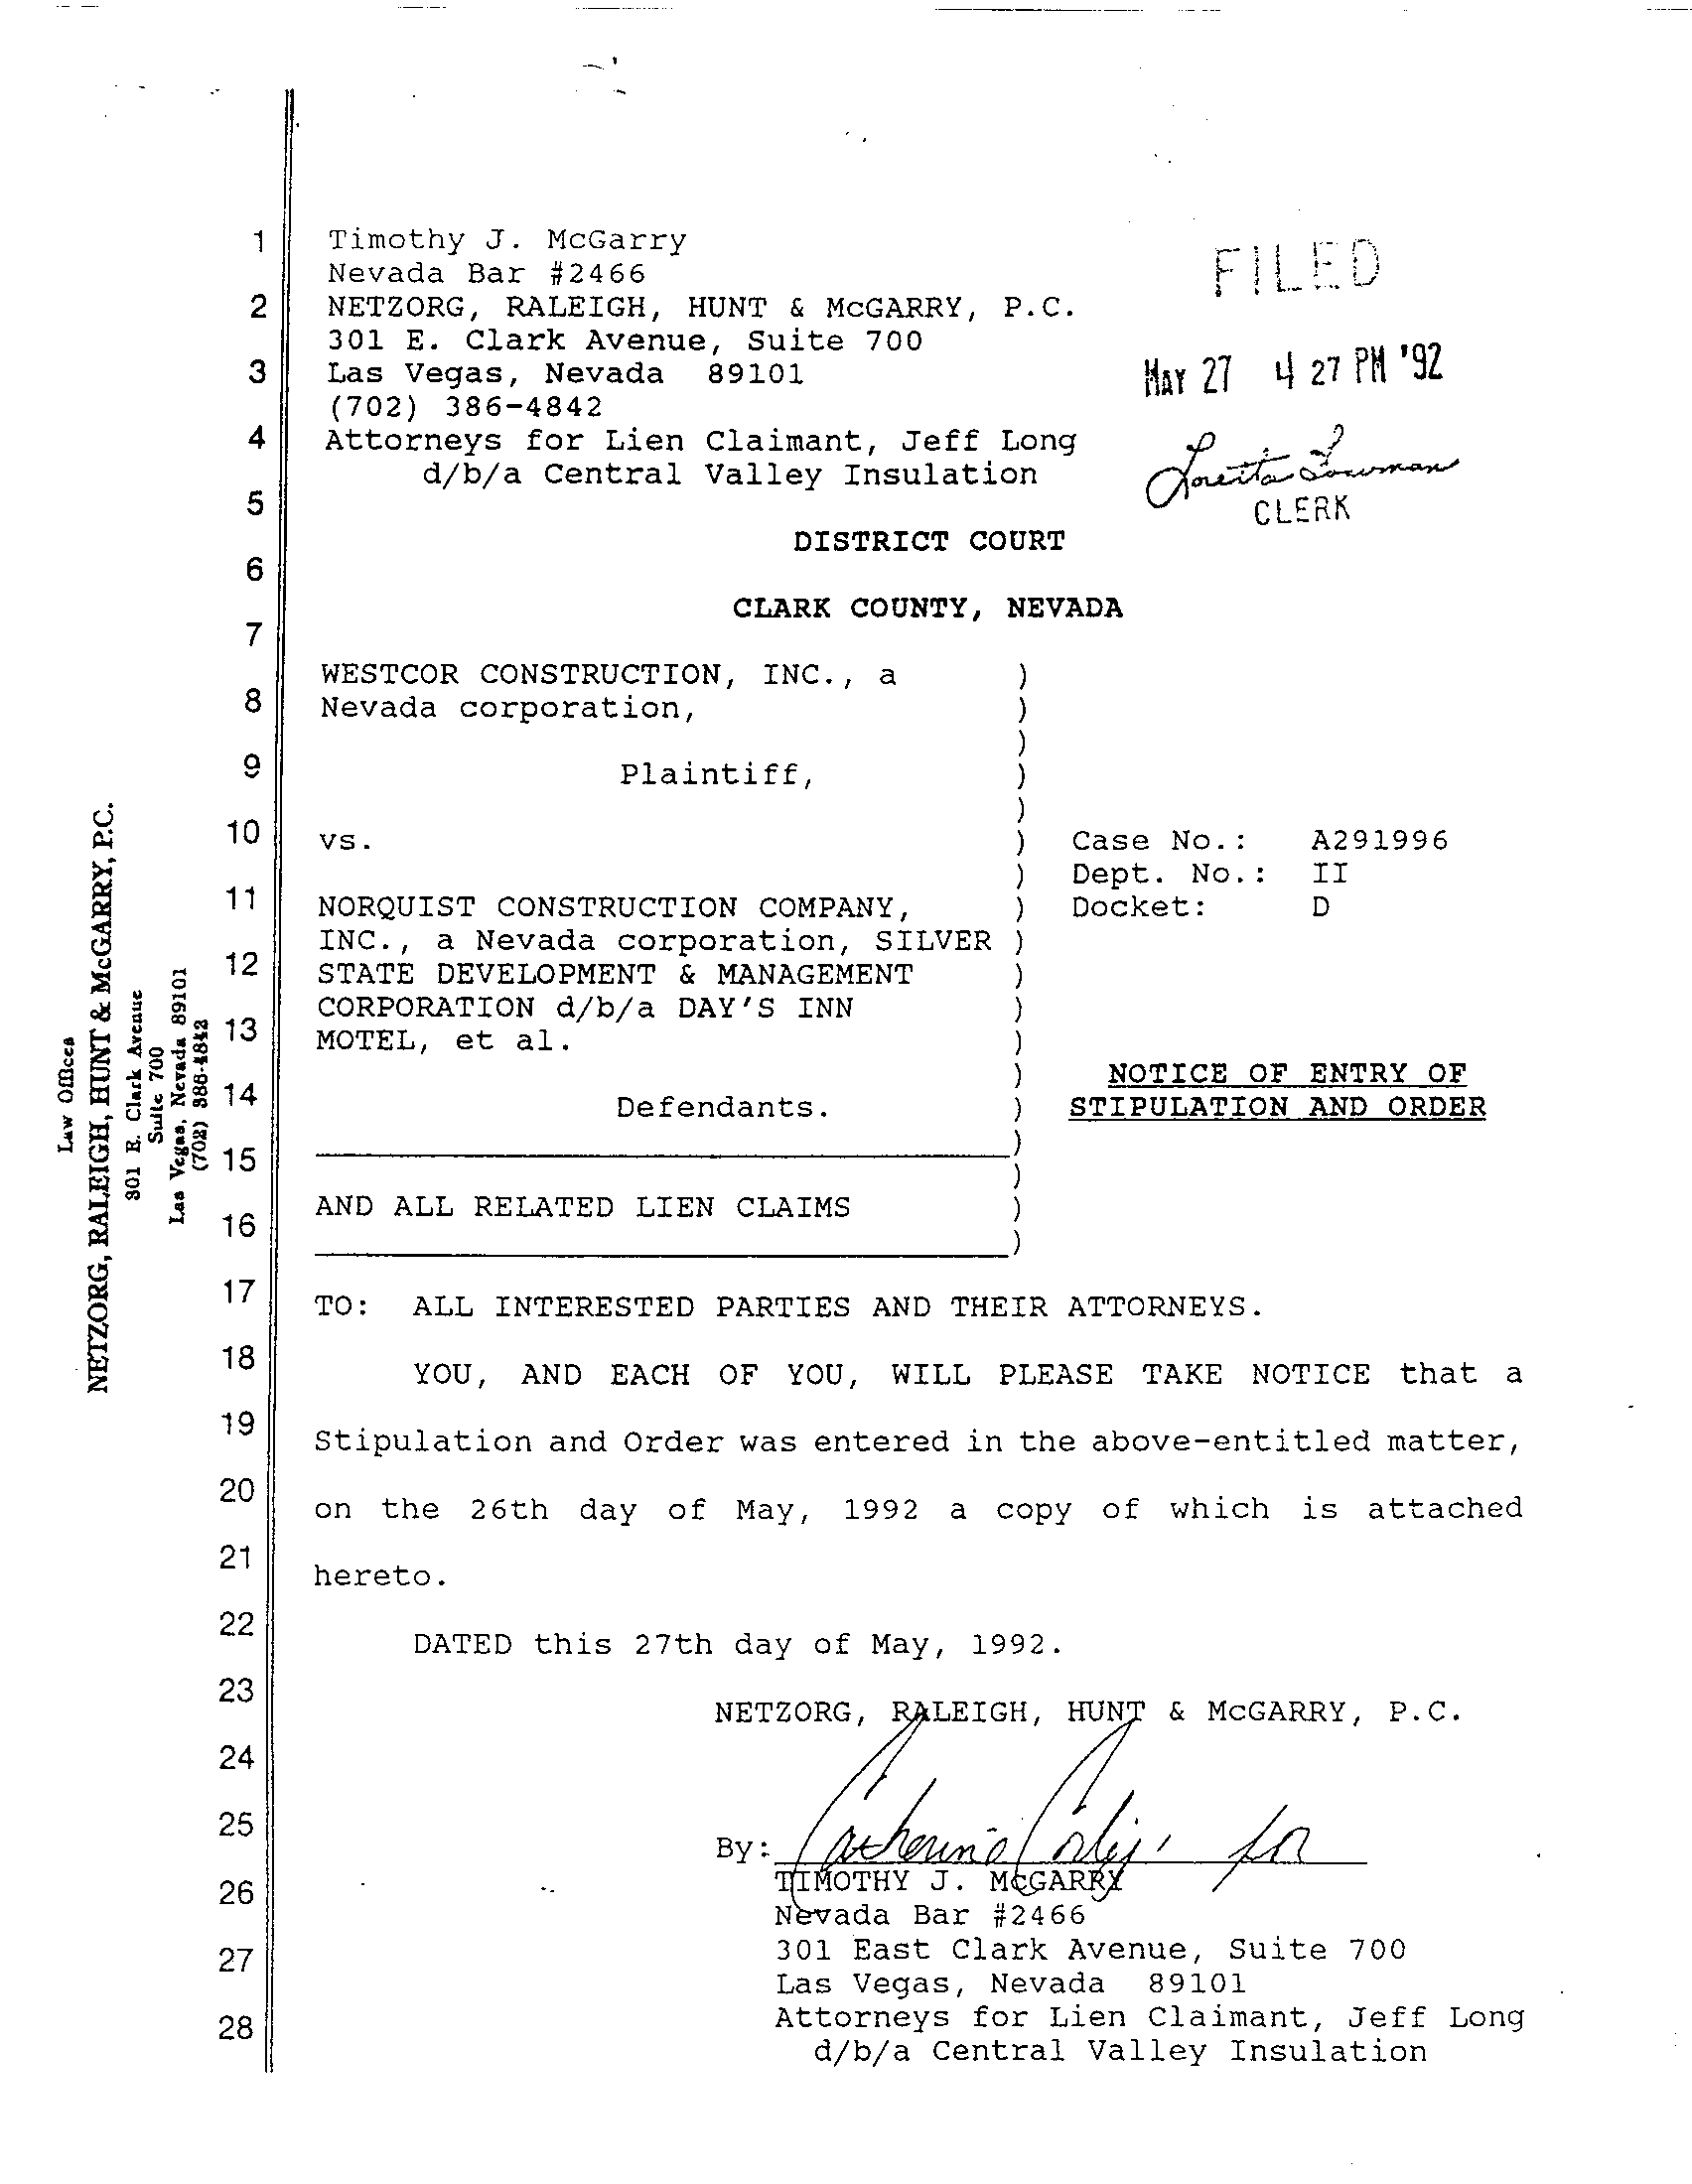 Timothy J. McGarry
Nevada Bar #2466
NETZORG, RALEIGH, HUNT & McGARRY, P.C.
301 E. Clark Avenue, Suite 700
Las Vegas, Nevada  89101
(702) 386-4842
Attorneys for Lien Claimant, Jeff Long
d/b/a Central Valley Insulation
FILED
MAY 27  4 27 PM '92
Loretta Bowman
CLERK
DISTRICT COURT
CLARK COUNTY, NEVADA
WESTCOR CONSTRUCTION, INC., a
Nevada corporation,
Plaintiff,
vs.
NORQUIST CONSTRUCTION COMPANY,
INC., a Nevada corporation, SILVER
STATE DEVELOPMENT & MANAGEMENT
CORPORATION d/b/a DAY'S INN
MOTEL, et al.
Defendants.
AND ALL RELATED LIEN CLAIMS
Case No.:   A291996
Dept. No.:  II
Docket:     D
NOTICE OF ENTRY OF
STIPULATION AND ORDER
TO:  ALL INTERESTED PARTIES AND THEIR ATTORNEYS.
YOU, AND EACH OF YOU, WILL PLEASE TAKE NOTICE that a
Stipulation and Order was entered in the above-entitled matter,
on the 26th day of May, 1992 a copy of which is attached
hereto.
DATED this 27th day of May, 1992.
NETZORG, RALEIGH, HUNT & McGARRY, P.C.
By: Catherine for
TIMOTHY J. McGARRY
Nevada Bar #2466
301 East Clark Avenue, Suite 700
Las Vegas, Nevada  89101
Attorneys for Lien Claimant, Jeff Long
d/b/a Central Valley Insulation
1
2
3
4
5
6
7
8
9
10
11
12
13
14
15
16
17
18
19
20
21
22
23
24
25
26
27
28
Law Offices
NETZORG, RALEIGH, HUNT & McGARRY, P.C.
301 E. Clark Avenue
Suite 700
Las Vegas, Nevada 89101
(702) 386-4842